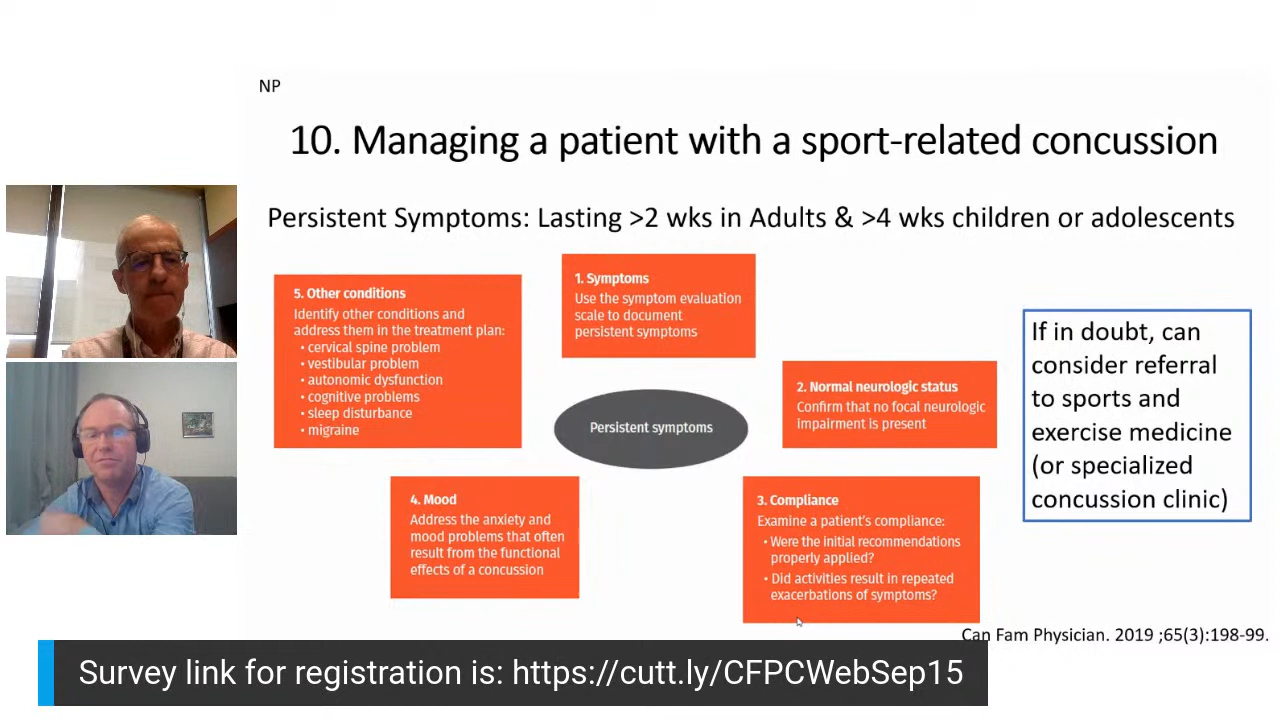 NP
10. Managing a patient with a sport-related concussion
Persistent Symptoms: Lasting >2 wks in Adults & >4 wks children or adolescents
1. Symptoms
Use the symptom evaluation
scale to document
persistent symptoms
2. Normal neurologic status
Confirm that no focal neurologic
impairment is present
3. Compliance
Examine a patient's compliance:
• Were the initial recommendations
properly applied?
• Did activities result in repeated
exacerbations of symptoms?
4. Mood
Address the anxiety and
mood problems that often
result from the functional
effects of a concussion
5. Other conditions
Identify other conditions and
address them in the treatment plan:
• cervical spine problem
• vestibular problem
• autonomic dysfunction
• cognitive problems
• sleep disturbance
• migraine
Persistent symptoms
If in doubt, can
consider referral
to sports and
exercise medicine
(or specialized
concussion clinic)
Can Fam Physician. 2019 ;65(3):198-99.
Survey link for registration is: https://cutt.ly/CFPCWebSep15